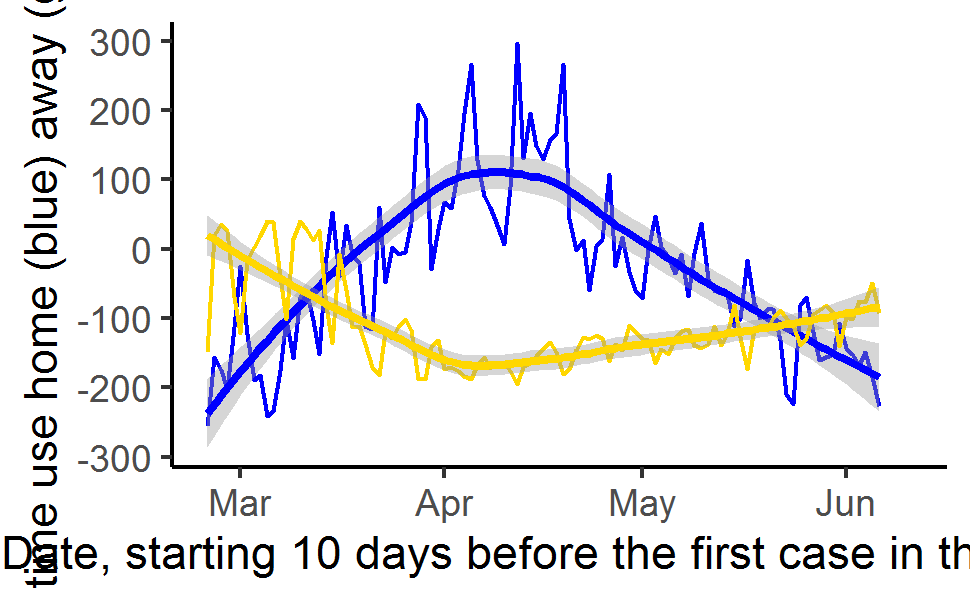 time use home (blue) away (
300
200
100
0
-100
-200
-300
Mar Apr May Jun
Date, starting 10 days before the first case in th